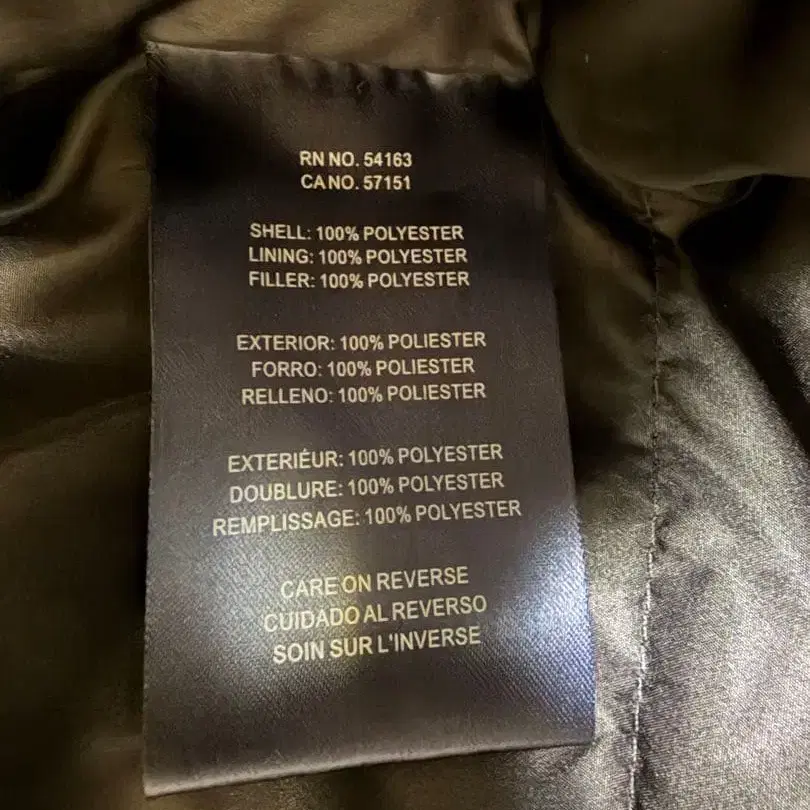 RN NO. 54163
CA NO. 57151
SHELL: 100% POLYESTER
LINING: 100% POLYESTER
FILLER: 100% POLYESTER
EXTERIOR: 100% POLIESTER
FORRO: 100% POLIESTER
RELLENO: 100% POLIESTER
EXTERIÉUR: 100% POLYESTER
DOUBLURE: 100% POLYESTER
REMPLISSAGE: 100% POLYESTER
CARE ON REVERSE
CUIDADO AL REVERSO
SOIN SUR L'INVERSE